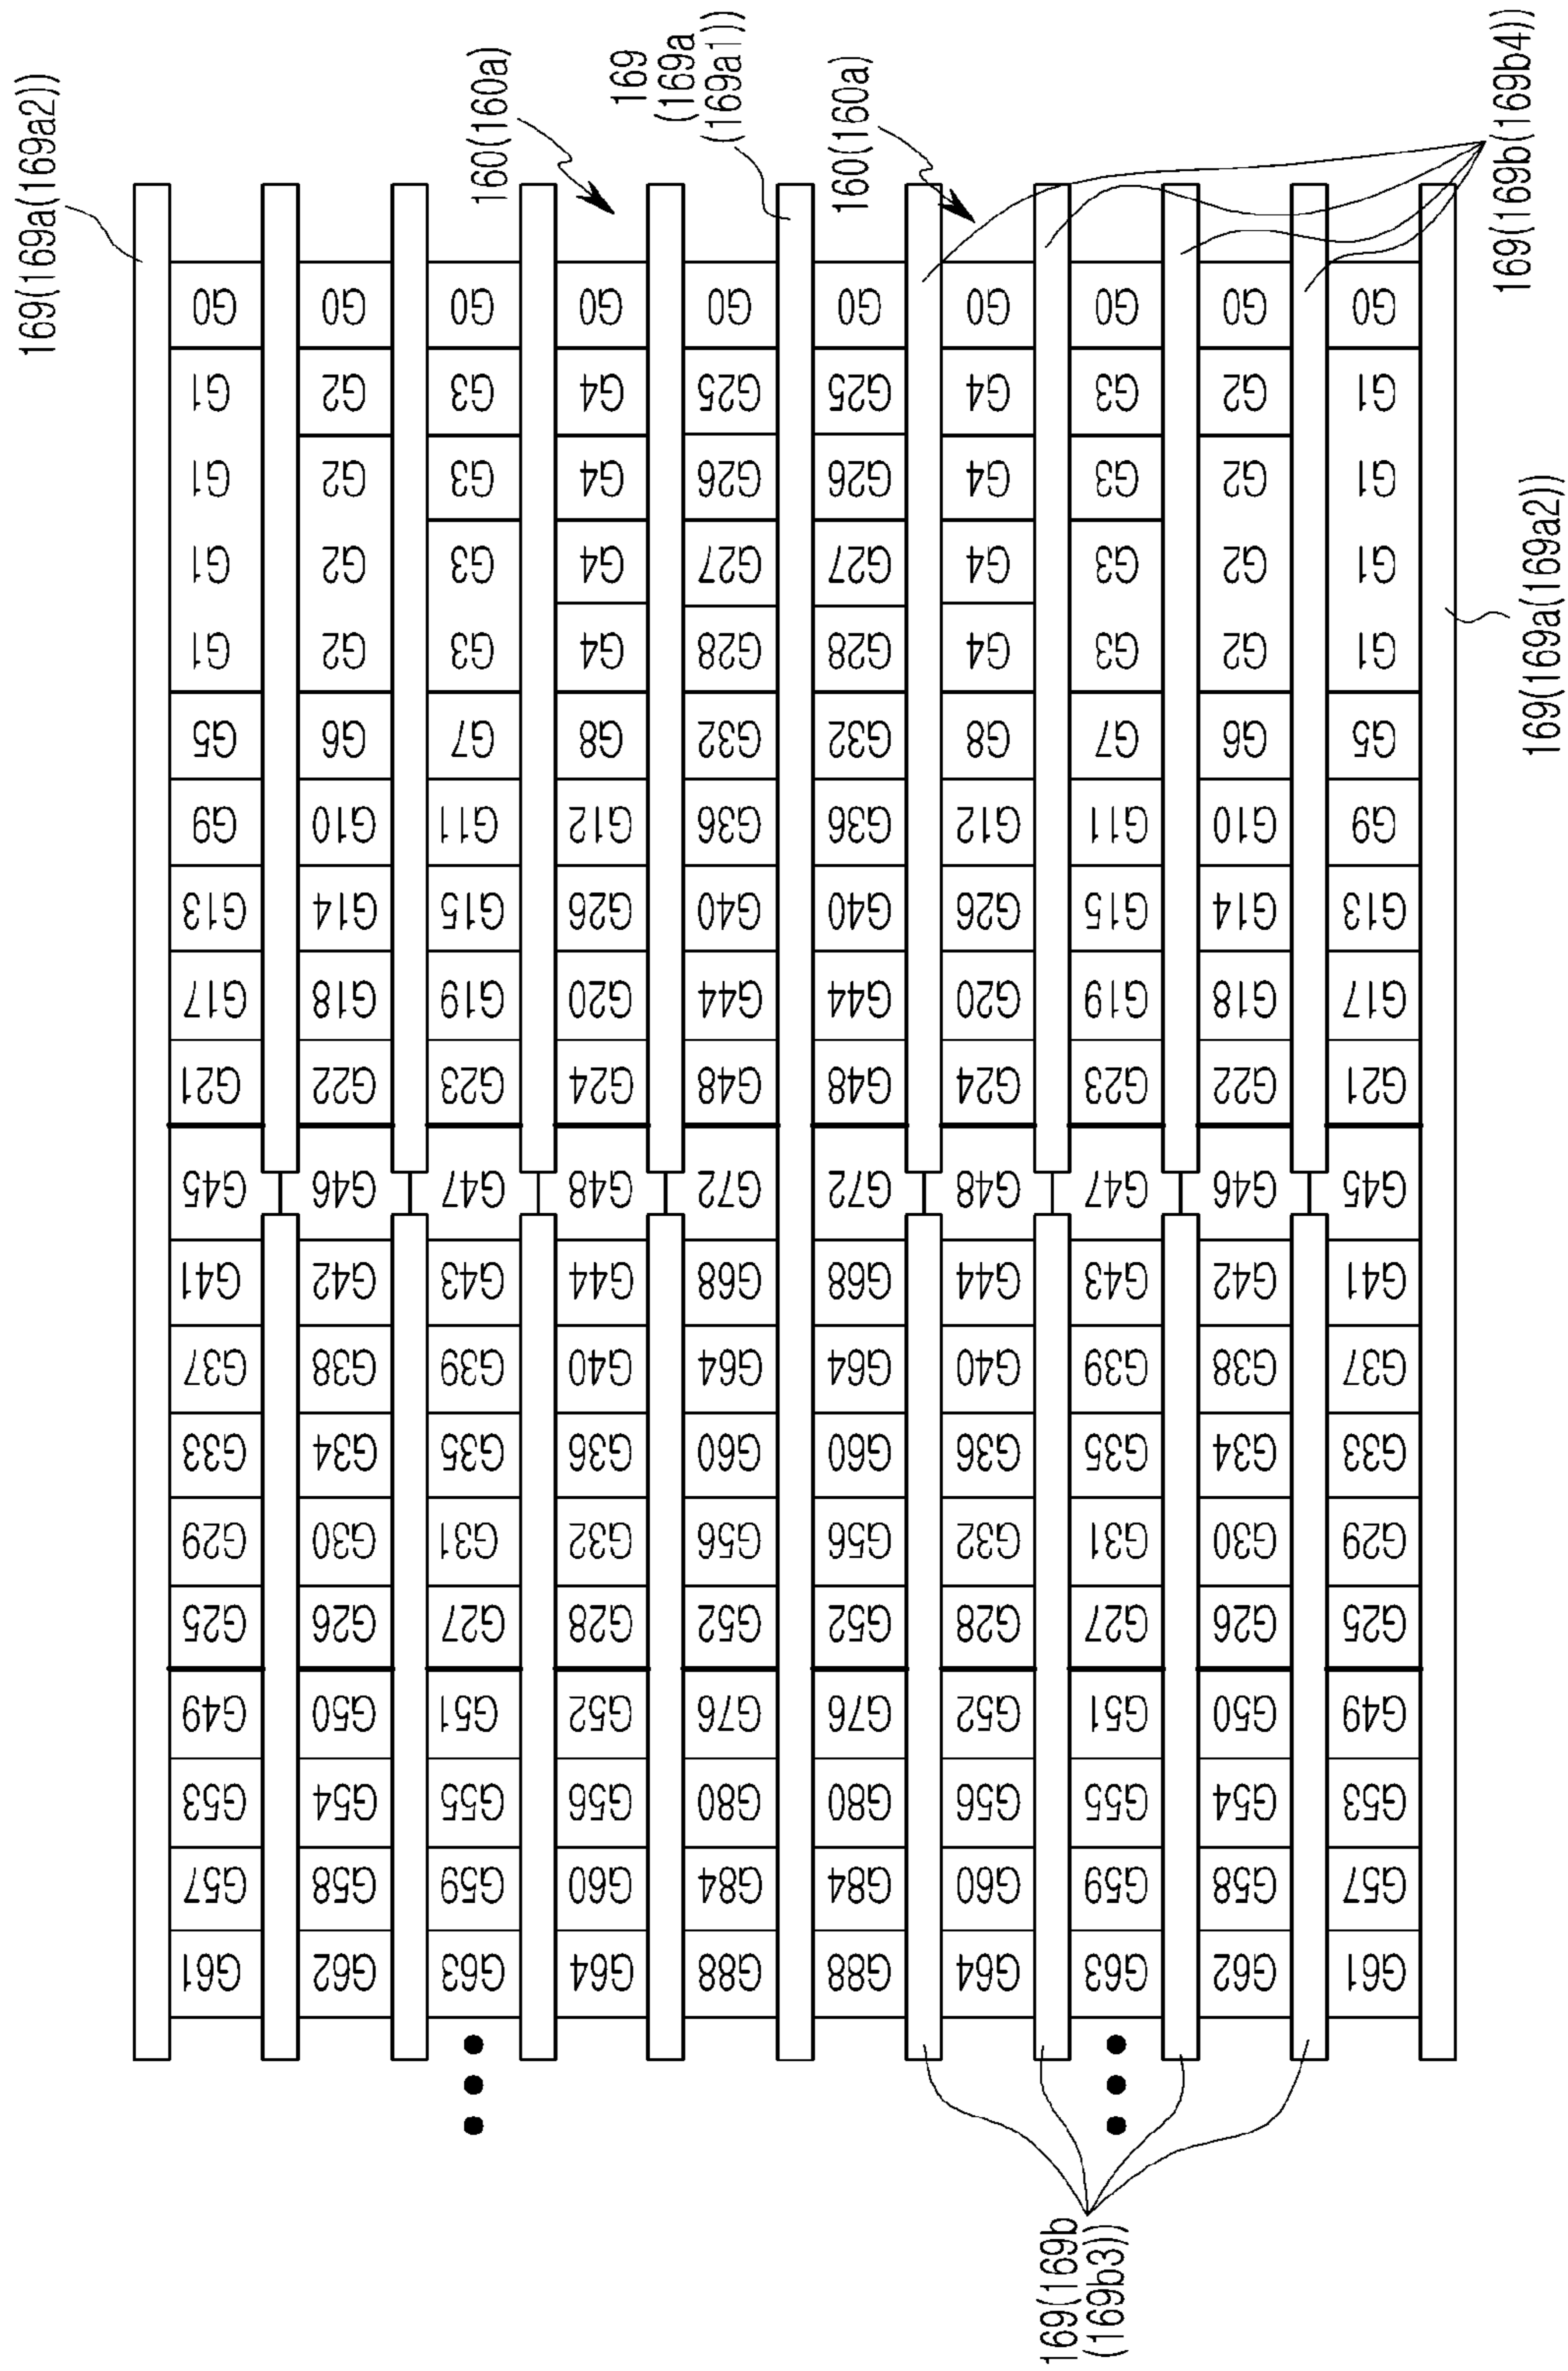 169(169a(169a2))
160(160a)
169
(169a
(169a1))
160(160a)
169(169b(169b4))
G0 G0 G0 G0 G0 G0 G0 G0 G0 G0
G1 G2 G3 G4 G25 G25 G4 G3 G2 G1
G1 G2 G3 G4 G26 G26 G4 G3 G2 G1
G1 G2 G3 G4 G27 G27 G4 G3 G2 G1
G1 G2 G3 G4 G28 G28 G4 G3 G2 G1
169(169a(169a2))
G5 G6 G7 G8 G32 G32 G8 G7 G6 G5
G9 G10 G11 G12 G36 G36 G12 G11 G10 G9
G13 G14 G15 G26 G40 G40 G26 G15 G14 G13
G17 G18 G19 G20 G44 G44 G20 G19 G18 G17
G21 G22 G23 G24 G48 G48 G24 G23 G22 G21
G45 G46 G47 G48 G72 G72 G48 G47 G46 G45
G41 G42 G43 G44 G68 G68 G44 G43 G42 G41
G37 G38 G39 G40 G64 G64 G40 G39 G38 G37
G33 G34 G35 G36 G60 G60 G36 G35 G34 G33
G29 G30 G31 G32 G56 G56 G32 G31 G30 G29
G25 G26 G27 G28 G52 G52 G28 G27 G26 G25
G49 G50 G51 G52 G76 G76 G52 G51 G50 G49
G53 G54 G55 G56 G80 G80 G56 G55 G54 G53
G57 G58 G59 G60 G84 G84 G60 G59 G58 G57
G61 G62 G63 G64 G88 G88 G64 G63 G62 G61
169(169b
(169b3))